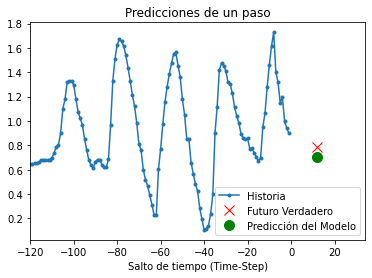 Predicciones de un paso
1.8
1.6
1.4
1.2
1.0
0.8
0.6
0.4
0.2
Historia
Futuro Verdadero
Predicción del Modelo
−120 −100 −80 −60 −40 −20 0 20
Salto de tiempo (Time-Step)